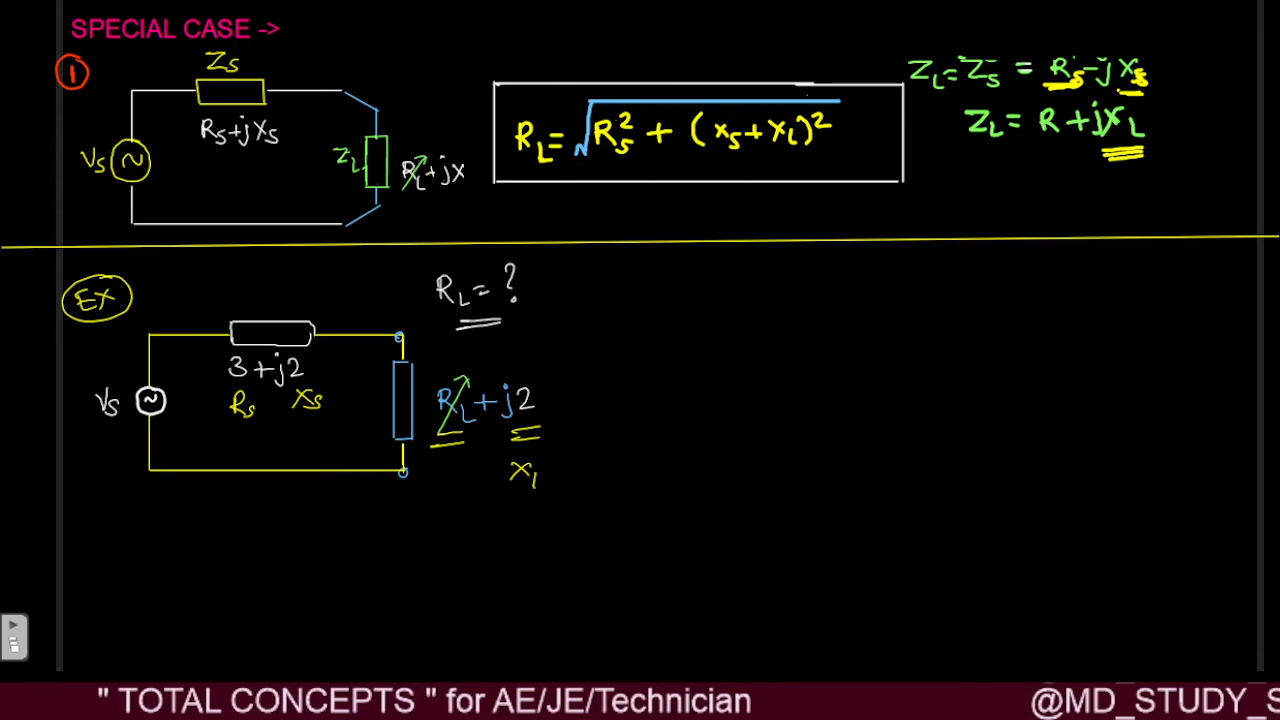 SPECIAL CASE ->
①
Zs
Rs+jXs
Vs
ZL
RL+jX
RL= √Rs² + (Xs+XL)²
ZL= Zs = Rs-jXs
ZL= R+jXL
EX
RL= ?
3+j2
Rs Xs
Vs
RL+j2
XL
" TOTAL CONCEPTS " for AE/JE/Technician
@MD_STUDY_S